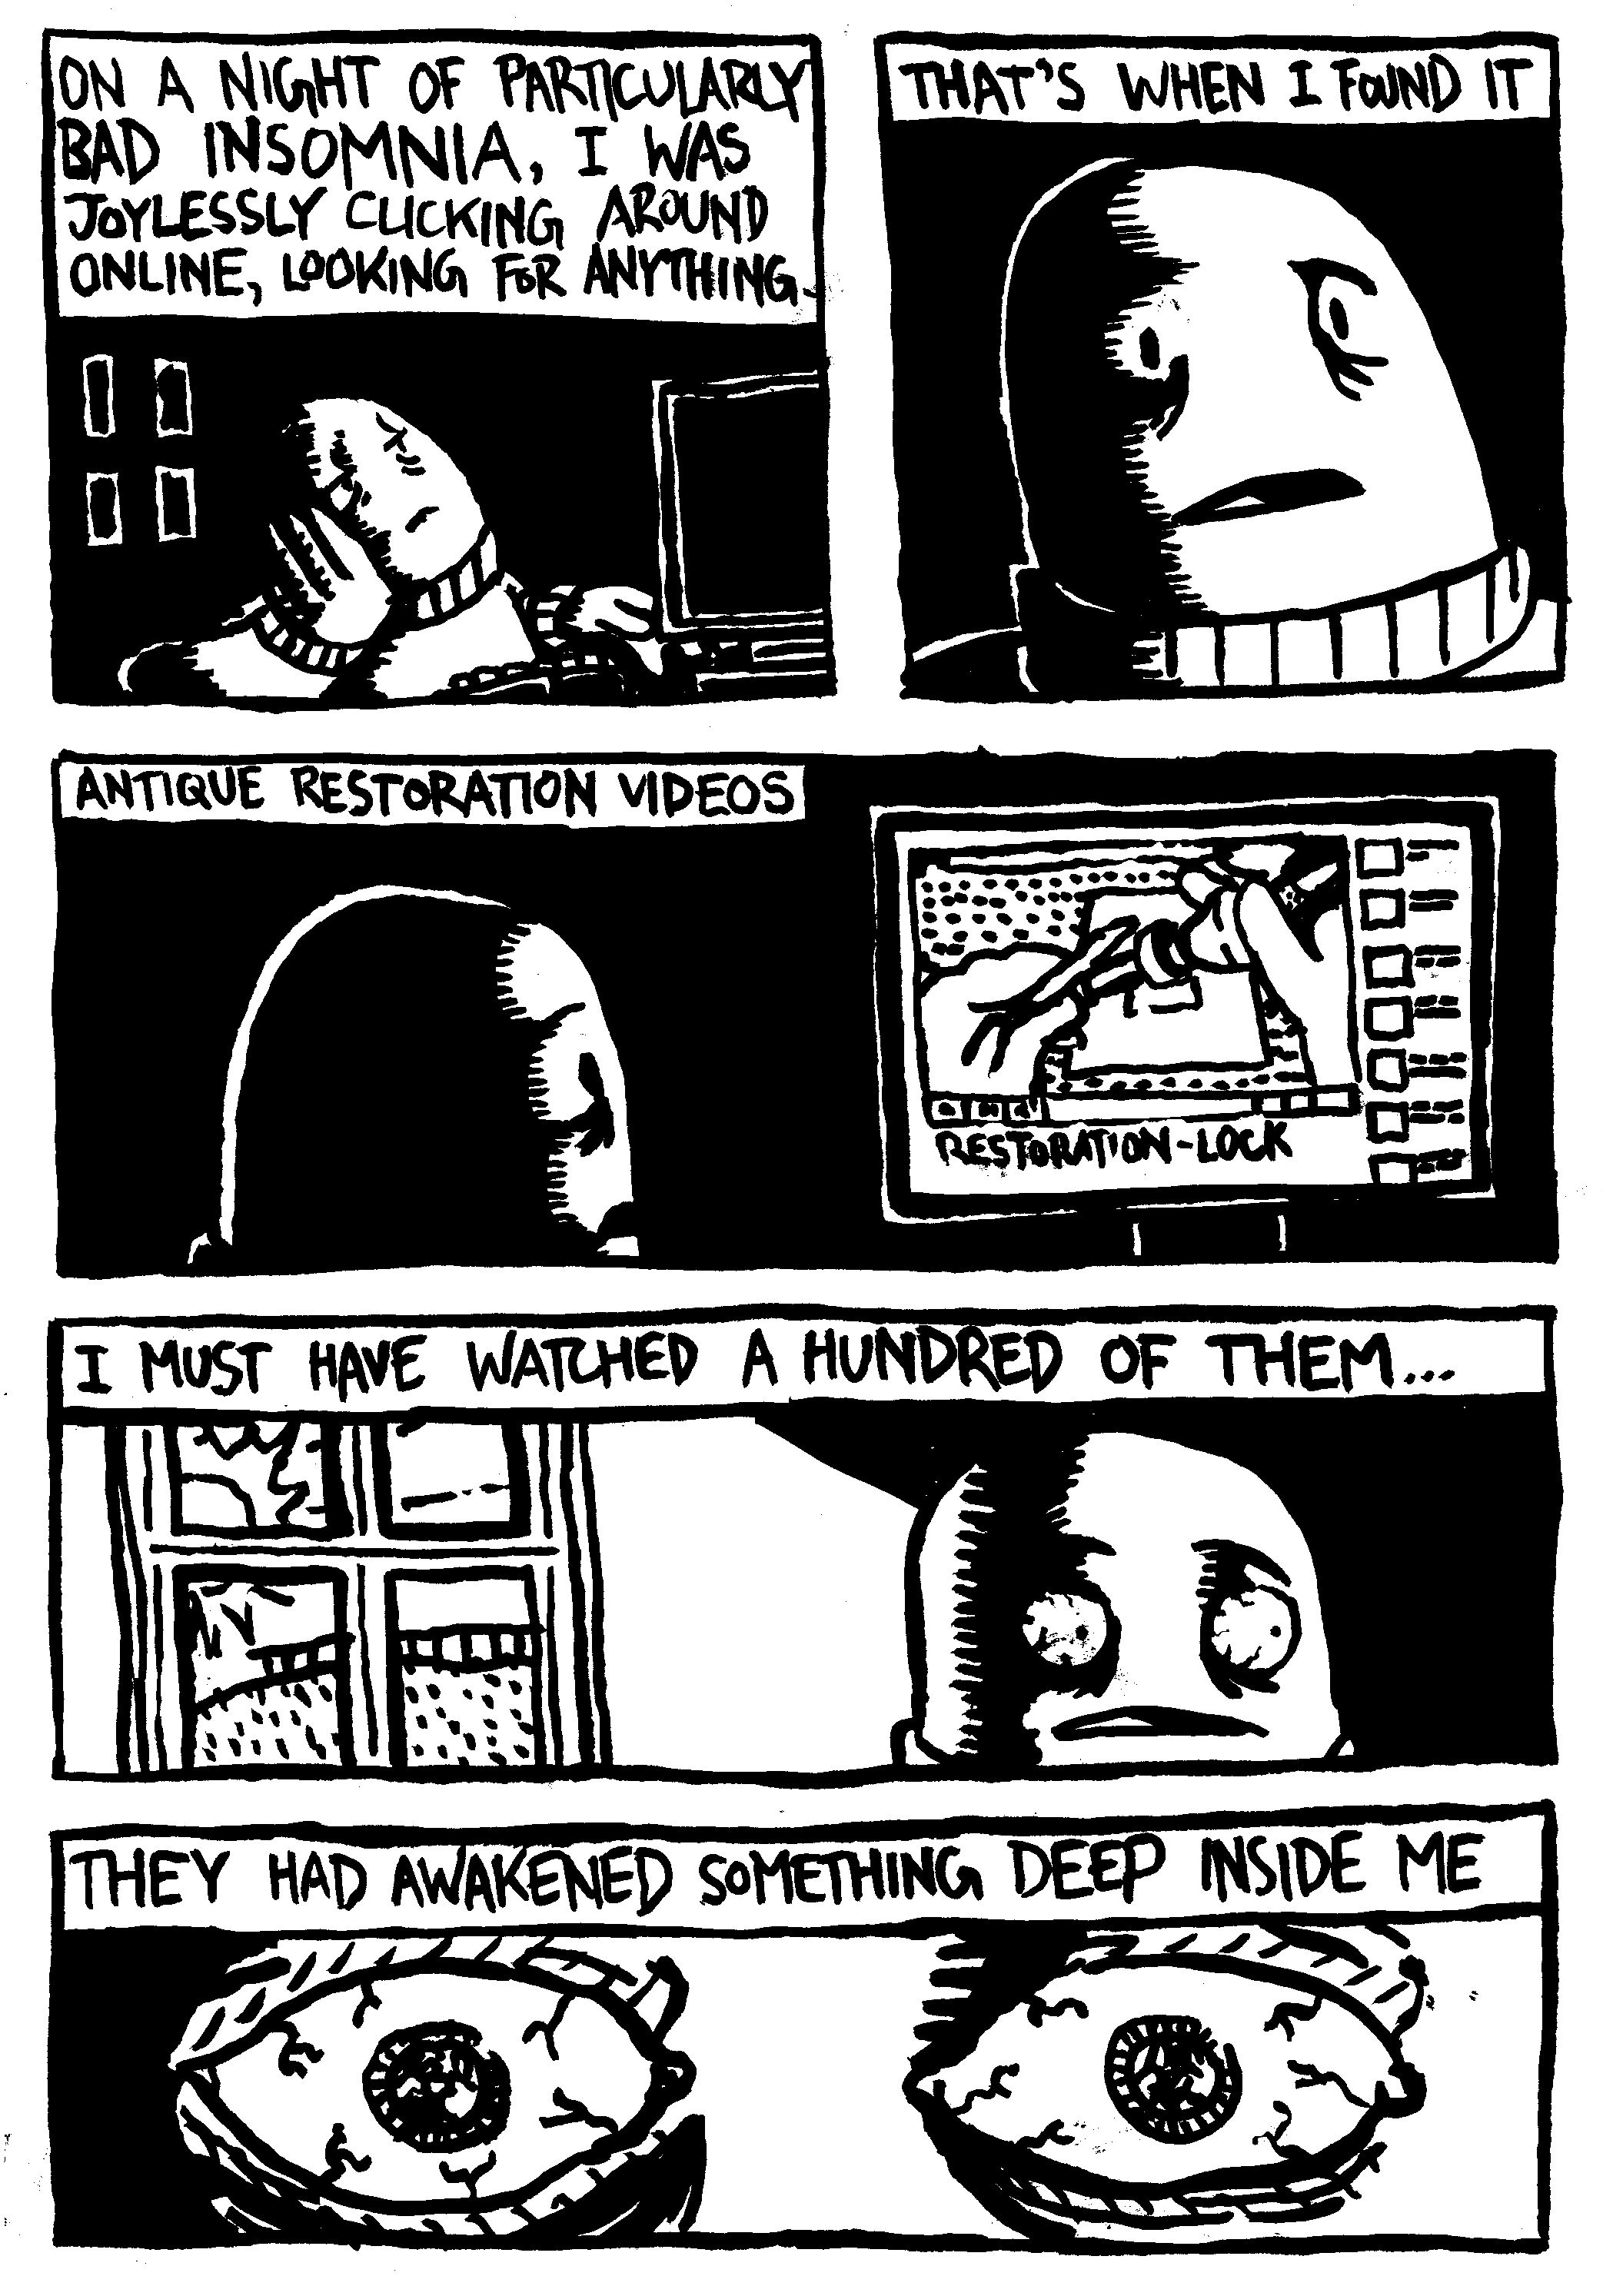 ON A NIGHT OF PARTICULARLY
BAD INSOMNIA, I WAS
JOYLESSLY CLICKING AROUND
ONLINE, LOOKING FOR ANYTHING.
THAT'S WHEN I FOUND IT
ANTIQUE RESTORATION VIDEOS
RESTORATION-LOCK
I MUST HAVE WATCHED A HUNDRED OF THEM...
THEY HAD AWAKENED SOMETHING DEEP INSIDE ME